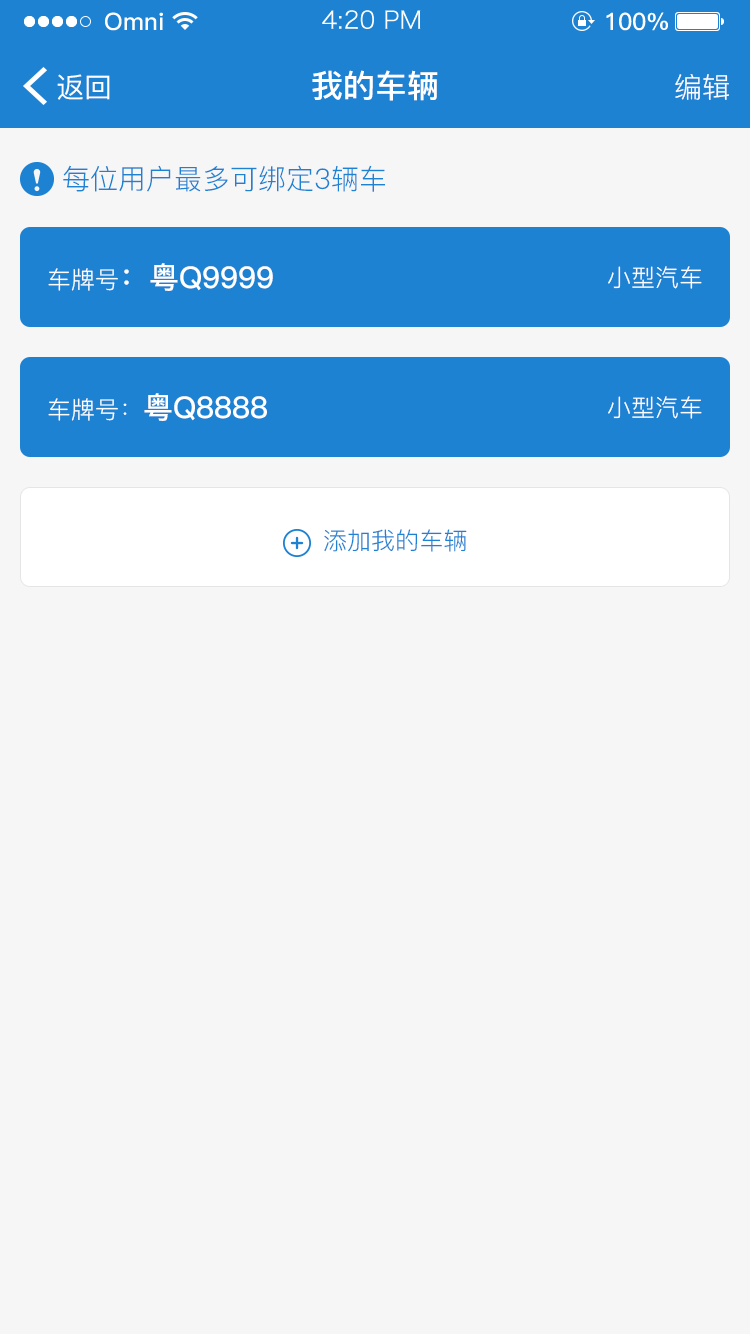 Omni 4:20 PM 100%
返回 我的车辆 编辑
每位用户最多可绑定3辆车
车牌号： 粤Q9999 小型汽车
车牌号： 粤Q8888 小型汽车
添加我的车辆